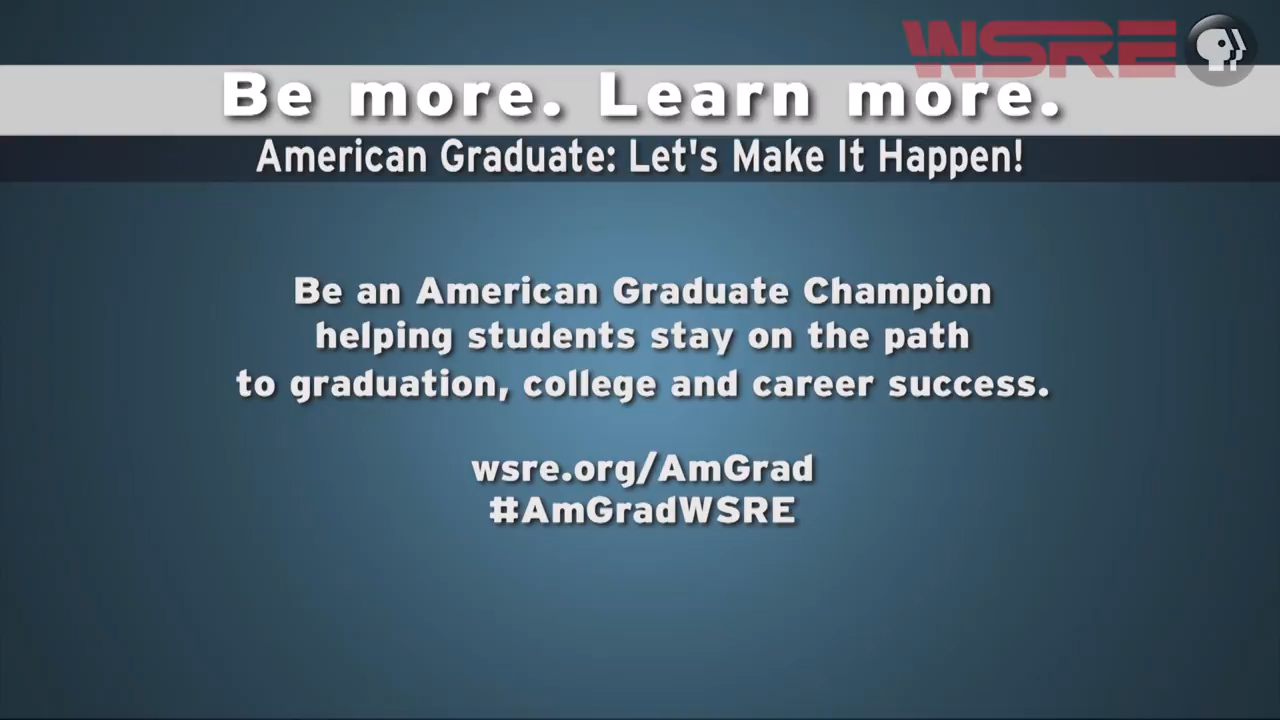 WSRE
Be more. Learn more.
American Graduate: Let's Make It Happen!
Be an American Graduate Champion
helping students stay on the path
to graduation, college and career success.
wsre.org/AmGrad
#AmGradWSRE